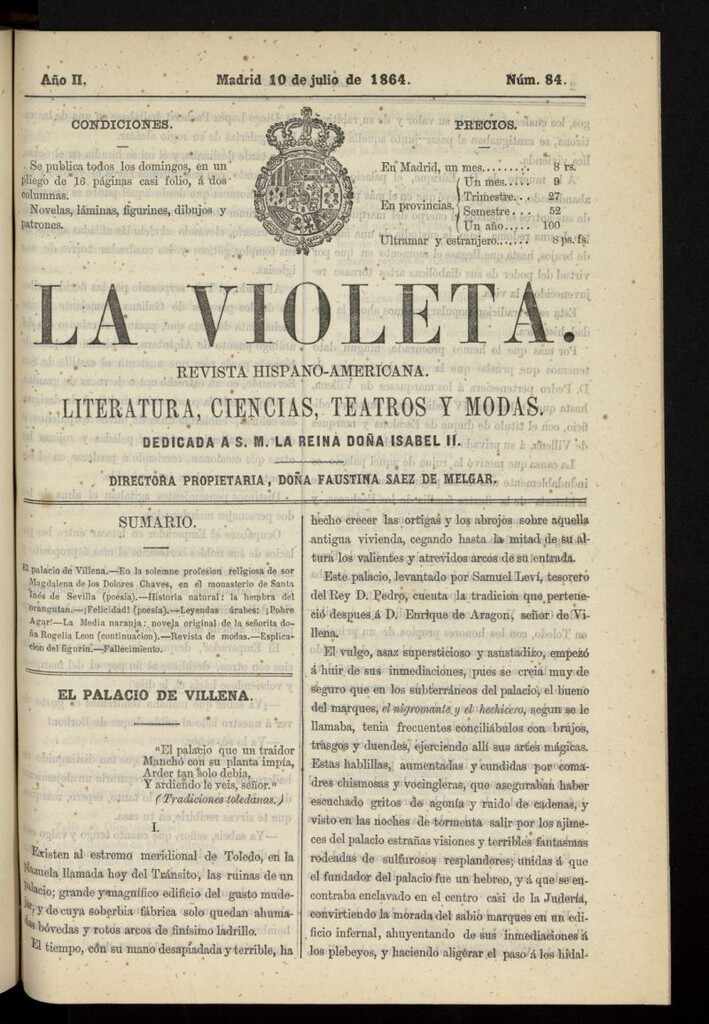 Año II.
Madrid 10 de julio de 1864.
Núm. 84.
CONDICIONES.
Se publica todos los domingos, en un
pliego de 16 páginas casi folio, á dos
columnas.
Novelas, láminas, figurines, dibujos y
patrones.
PRECIOS.
En Madrid, un mes........ 8 rs.
En provincias.
Un mes..... 9
Trimestre... 27
Semestre... 52
Un año..... 100
Ultramar y estranjero...... 8 ps. fs.
LA VIOLETA.
REVISTA HISPANO-AMERICANA.
LITERATURA, CIENCIAS, TEATROS Y MODAS.
DEDICADA A S. M. LA REINA DOÑA ISABEL II.
DIRECTORA PROPIETARIA, DOÑA FAUSTINA SAEZ DE MELGAR.
SUMARIO.
El palacio de Villena.—En la solemne profesion religiosa de sor
Magdalena de los Dolores Chaves, en el monasterio de Santa
Inés de Sevilla (poesía).—Historia natural: la hembra del
orangutan.—¡Felicidad! (poesía).—Leyendas árabes: ¡Pobre
Agar!—La Media naranja: novela original de la señorita do-
ña Rogelia Leon (continuacion).—Revista de modas.—Esplica-
cion del figurin.—Fallecimiento.
EL PALACIO DE VILLENA.
"El palacio que un traidor
Manchó con su planta impía,
Arder tan solo debia,
Y ardiendo le veis, señor."
(Tradiciones toledanas.)
I.
Existen al estremo meridional de Toledo, en la
plazuela llamada hoy del Tránsito, las ruinas de un
palacio; grande y magnífico edificio del gusto mude-
jar, y de cuya soberbia fábrica solo quedan ahuma-
das bóvedas y rotos arcos de finísimo ladrillo.
El tiempo, con su mano desapiadada y terrible, ha
hecho crecer las ortigas y los abrojos sobre aquella
antigua vivienda, cegando hasta la mitad de su al-
tura los valientes y atrevidos arcos de su entrada.
Este palacio, levantado por Samuel Leví, tesorero
del Rey D. Pedro, cuenta la tradicion que pertene-
ció despues á D. Enrique de Aragon, señor de Vi-
llena.
El vulgo, asaz supersticioso y asustadizo, empezó
á huir de sus inmediaciones, pues se creia muy de
seguro que en los subterráneos del palacio, el bueno
del marques, el nigromante y el hechicero, segun se le
llamaba, tenia frecuentes conciliábulos con brujos,
trasgos y duendes, ejerciendo allí sus artes mágicas.
Estas hablillas, aumentadas y cundidas por coma-
dres chismosas y vocingleras, que aseguraban haber
escuchado gritos de agonía y ruido de cadenas, y
visto en las noches de tormenta salir por los ajime-
ces del palacio estrañas visiones y terribles fantasmas
rodeadas de sulfurosos resplandores; unidas á que
el fundador del palacio fue un hebreo, y á que se en-
contraba enclavado en el centro casi de la Judería,
convirtiendo la morada del sabio marques en un edi-
ficio infernal, ahuyentando de sus inmediaciones á
los plebeyos, y haciendo aligerar el paso á los hidal-